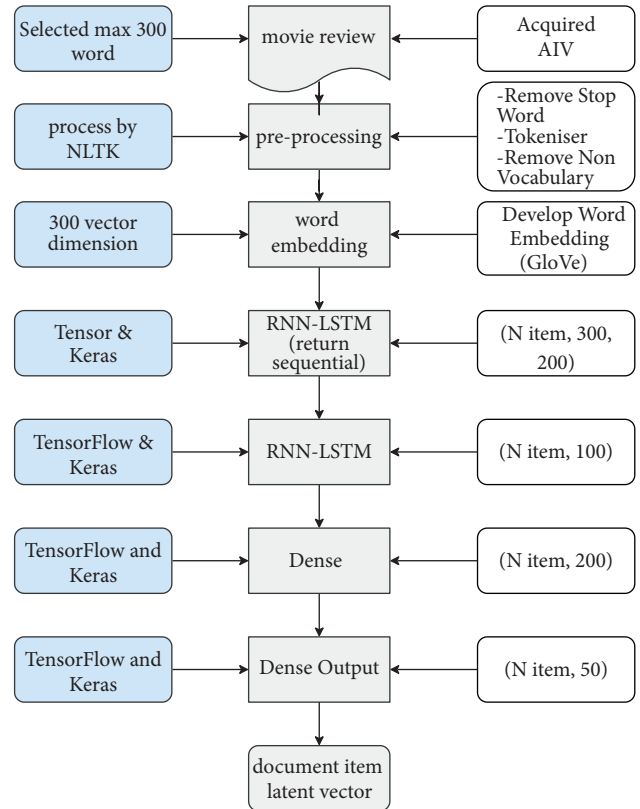 Selected max 300
word
movie review
Acquired
AIV
process by
NLTK
pre-processing
-Remove Stop
Word
-Tokeniser
-Remove Non
Vocabulary
300 vector
dimension
word
embedding
Develop Word
Embedding
(GloVe)
Tensor &
Keras
RNN-LSTM
(return
sequential)
(N item, 300,
200)
TensorFlow &
Keras
RNN-LSTM
(N item, 100)
TensorFlow and
Keras
Dense
(N item, 200)
TensorFlow and
Keras
Dense Output
(N item, 50)
document item
latent vector